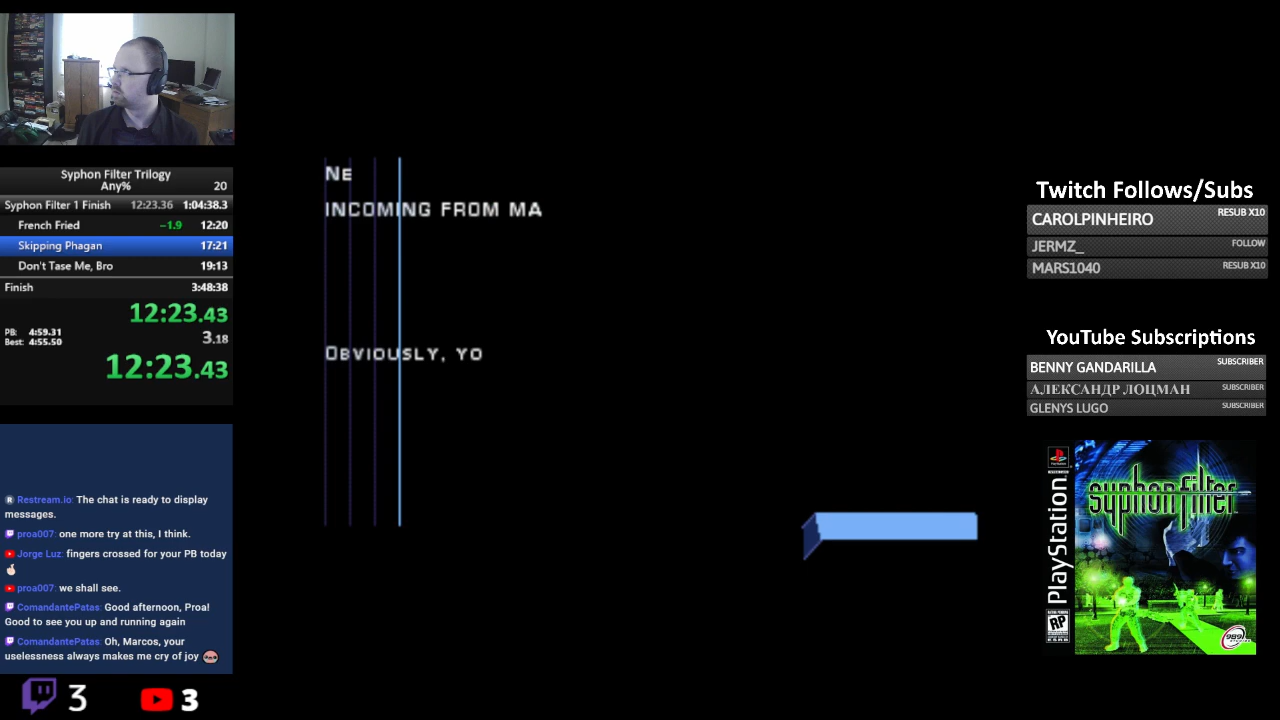 Syphon Filter Trilogy
Any%
20
Syphon Filter 1 Finish 12:23.36 1:04:38.3
French Fried -1.9 12:20
Skipping Phagan 17:21
Don't Tase Me, Bro 19:13
Finish 3:48:38
12:23.43
PB: 4:59.31
Best: 4:55.50
3.18
12:23.43
Restream.io: The chat is ready to display
messages.
proa007: one more try at this, I think.
Jorge Luz: fingers crossed for your PB today
proa007: we shall see.
ComandantePatas: Good afternoon, Proa!
Good to see you up and running again
ComandantePatas: Oh, Marcos, your
uselessness always makes me cry of joy
3
3
NE
INCOMING FROM MA
OBVIOUSLY, YO
Twitch Follows/Subs
CAROLPINHEIRO RESUB X10
JERMZ_ FOLLOW
MARS1040 RESUB X10
YouTube Subscriptions
BENNY GANDARILLA SUBSCRIBER
АЛЕКСАНДР ЛОЦМАН SUBSCRIBER
GLENYS LUGO SUBSCRIBER
PlayStation
syphon filter
RP
989